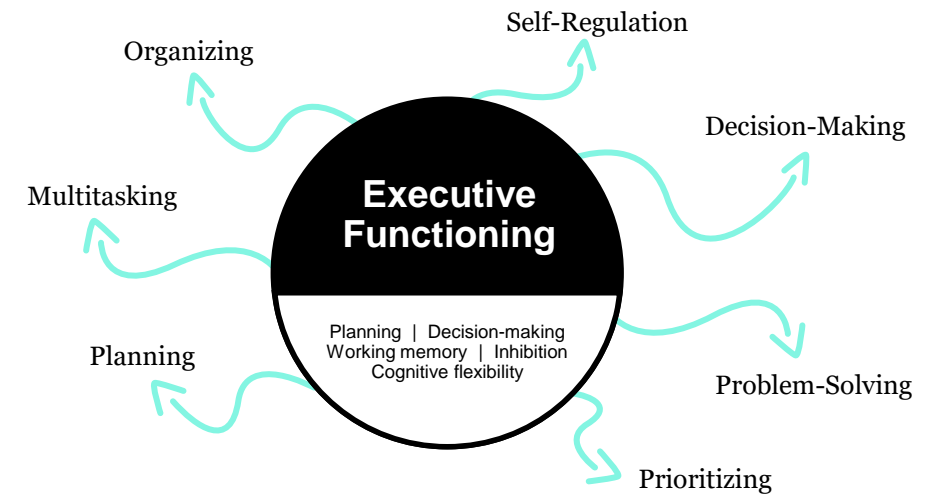 Self-Regulation
Organizing
Decision-Making
Multitasking
Executive
Functioning
Planning | Decision-making
Working memory | Inhibition
Cognitive flexibility
Planning
Problem-Solving
Prioritizing